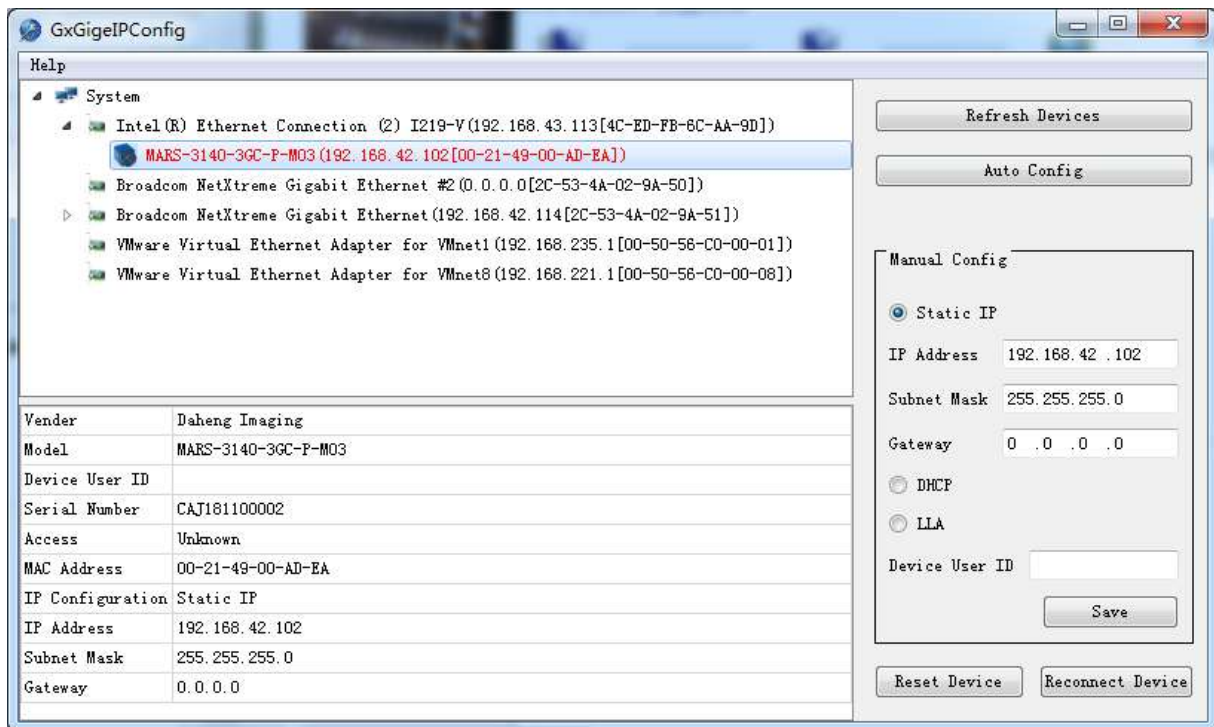 GxGigeIPConfig
Help
System
Intel(R) Ethernet Connection (2) I219-V(192.168.43.113[4C-ED-FB-6C-AA-9D])
MARS-3140-3GC-P-M03(192.168.42.102[00-21-49-00-AD-EA])
Broadcom NetXtreme Gigabit Ethernet #2(0.0.0.0[2C-53-4A-02-9A-50])
Broadcom NetXtreme Gigabit Ethernet(192.168.42.114[2C-53-4A-02-9A-51])
VMware Virtual Ethernet Adapter for VMnet1(192.168.235.1[00-50-56-C0-00-01])
VMware Virtual Ethernet Adapter for VMnet8(192.168.221.1[00-50-56-C0-00-08])
Vender Daheng Imaging
Model MARS-3140-3GC-P-M03
Device User ID
Serial Number CAJ181100002
Access Unknown
MAC Address 00-21-49-00-AD-EA
IP Configuration Static IP
IP Address 192.168.42.102
Subnet Mask 255.255.255.0
Gateway 0.0.0.0
Refresh Devices
Auto Config
Manual Config
Static IP
IP Address 192.168.42 .102
Subnet Mask 255.255.255.0
Gateway 0 .0 .0 .0
DHCP
LLA
Device User ID
Save
Reset Device Reconnect Device